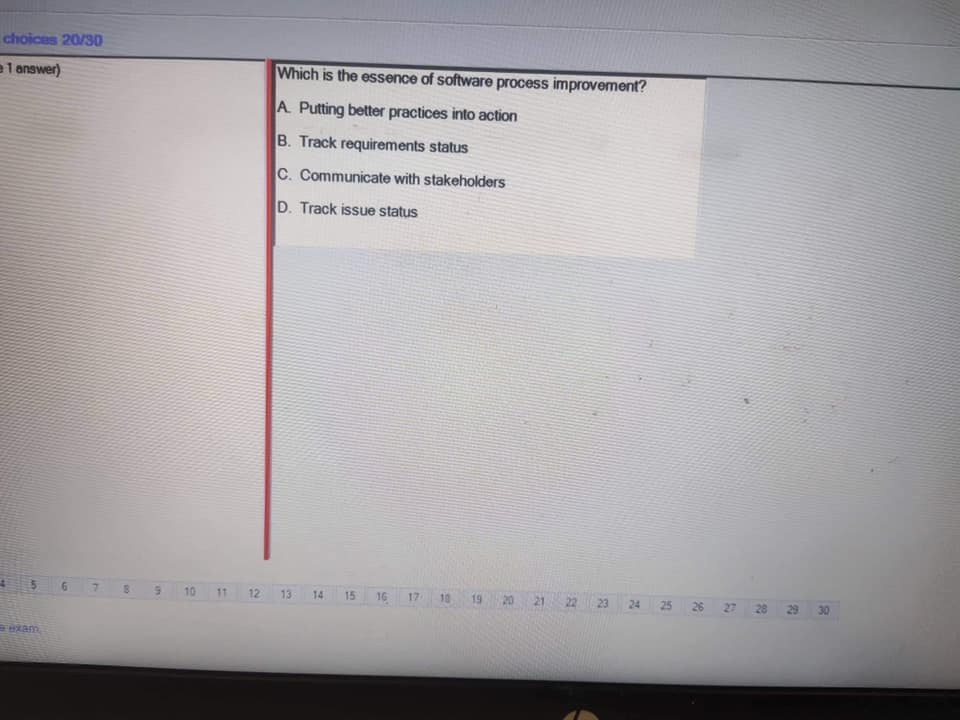 choices 20/30
1 answer)
Which is the essence of software process improvement?
A. Putting better practices into action
B. Track requirements status
C. Communicate with stakeholders
D. Track issue status
4 5 6 7 8 9 10 11 12 13 14 15 16 17 18 19 20 21 22 23 24 25 26 27 28 29 30
exam.